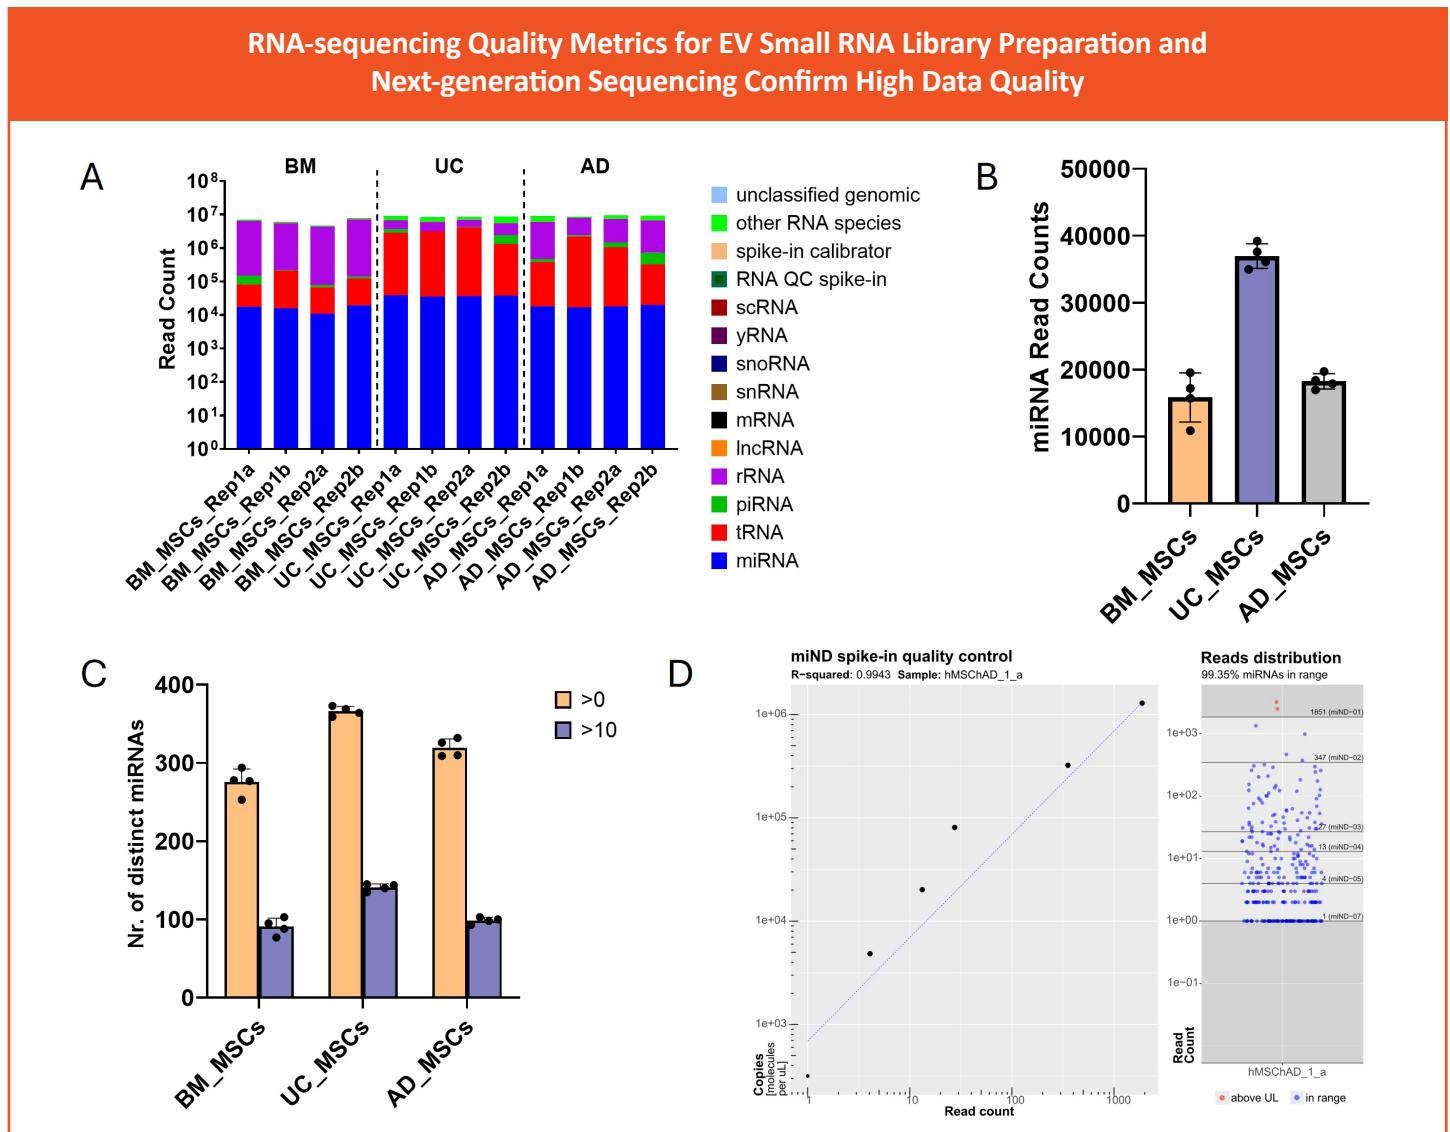 RNA-sequencing Quality Metrics for EV Small RNA Library Preparation and
Next-generation Sequencing Confirm High Data Quality
A
BM
UC
AD
Read Count
10⁸
10⁷
10⁶
10⁵
10⁴
10³
10²
10¹
10⁰
BM_MSCs_Rep1a
BM_MSCs_Rep1b
BM_MSCs_Rep2a
BM_MSCs_Rep2b
UC_MSCs_Rep1a
UC_MSCs_Rep1b
UC_MSCs_Rep2a
UC_MSCs_Rep2b
AD_MSCs_Rep1a
AD_MSCs_Rep1b
AD_MSCs_Rep2a
AD_MSCs_Rep2b
unclassified genomic
other RNA species
spike-in calibrator
RNA QC spike-in
scRNA
yRNA
snoRNA
snRNA
mRNA
lncRNA
rRNA
piRNA
tRNA
miRNA
B
miRNA Read Counts
50000
40000
30000
20000
10000
0
BM_MSCs
UC_MSCs
AD_MSCs
C
Nr. of distinct miRNAs
400
300
200
100
0
BM_MSCs
UC_MSCs
AD_MSCs
>0
>10
D
miND spike-in quality control
R-squared: 0.9943 Sample: hMSChAD_1_a
1e+06
1e+05
1e+04
1e+03
Copies
[molecules
per uL]
1
10
100
1000
Read count
Reads distribution
99.35% miRNAs in range
1e+03
1e+02
1e+01
1e+00
1e-01
Read
Count
1851 (miND-01)
347 (miND-02)
27 (miND-03)
13 (miND-04)
4 (miND-05)
1 (miND-07)
hMSChAD_1_a
above UL
in range